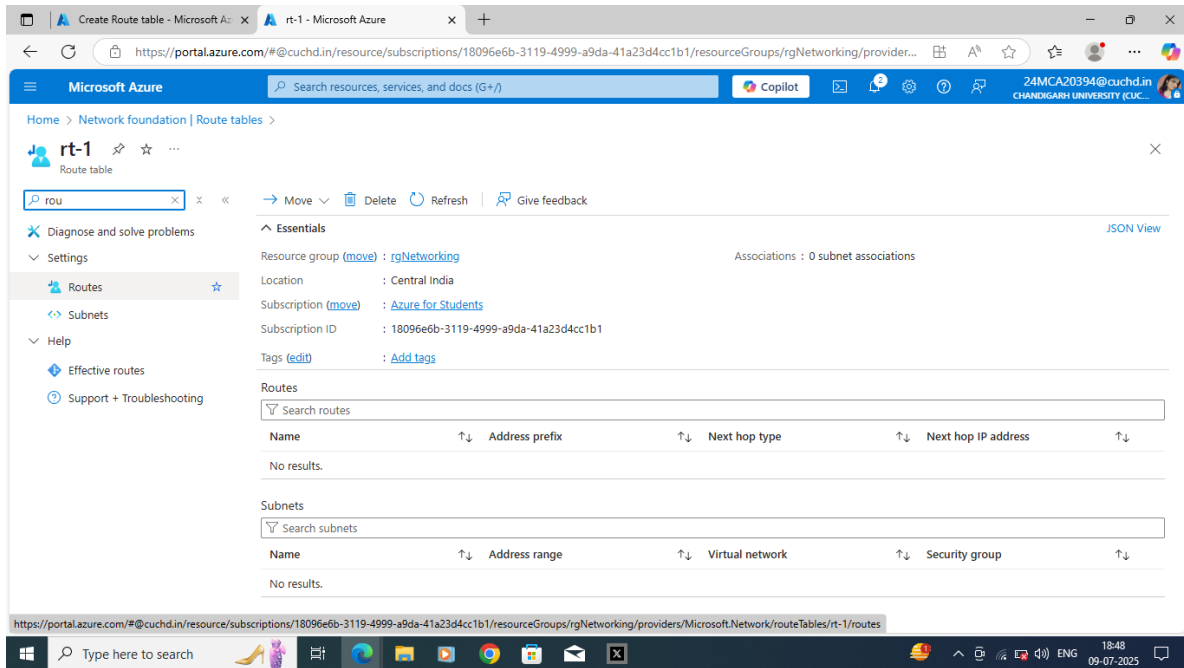 Create Route table - Microsoft Az
rt-1 - Microsoft Azure
https://portal.azure.com/#@cuchd.in/resource/subscriptions/18096e6b-3119-4999-a9da-41a23d4cc1b1/resourceGroups/rgNetworking/provider...
Microsoft Azure
Search resources, services, and docs (G+/)
Copilot
2
24MCA20394@cuchd.in
CHANDIGARH UNIVERSITY (CUC...
Home > Network foundation | Route tables >
rt-1
Route table
rou
Move
Delete
Refresh
Give feedback
Diagnose and solve problems
Settings
Routes
Subnets
Help
Effective routes
Support + Troubleshooting
Essentials
JSON View
Resource group (move) : rgNetworking
Associations : 0 subnet associations
Location : Central India
Subscription (move) : Azure for Students
Subscription ID : 18096e6b-3119-4999-a9da-41a23d4cc1b1
Tags (edit) : Add tags
Routes
Search routes
Name Address prefix Next hop type Next hop IP address
No results.
Subnets
Search subnets
Name Address range Virtual network Security group
No results.
https://portal.azure.com/#@cuchd.in/resource/subscriptions/18096e6b-3119-4999-a9da-41a23d4cc1b1/resourceGroups/rgNetworking/providers/Microsoft.Network/routeTables/rt-1/routes
Type here to search
X
1
ENG
18:48
09-07-2025